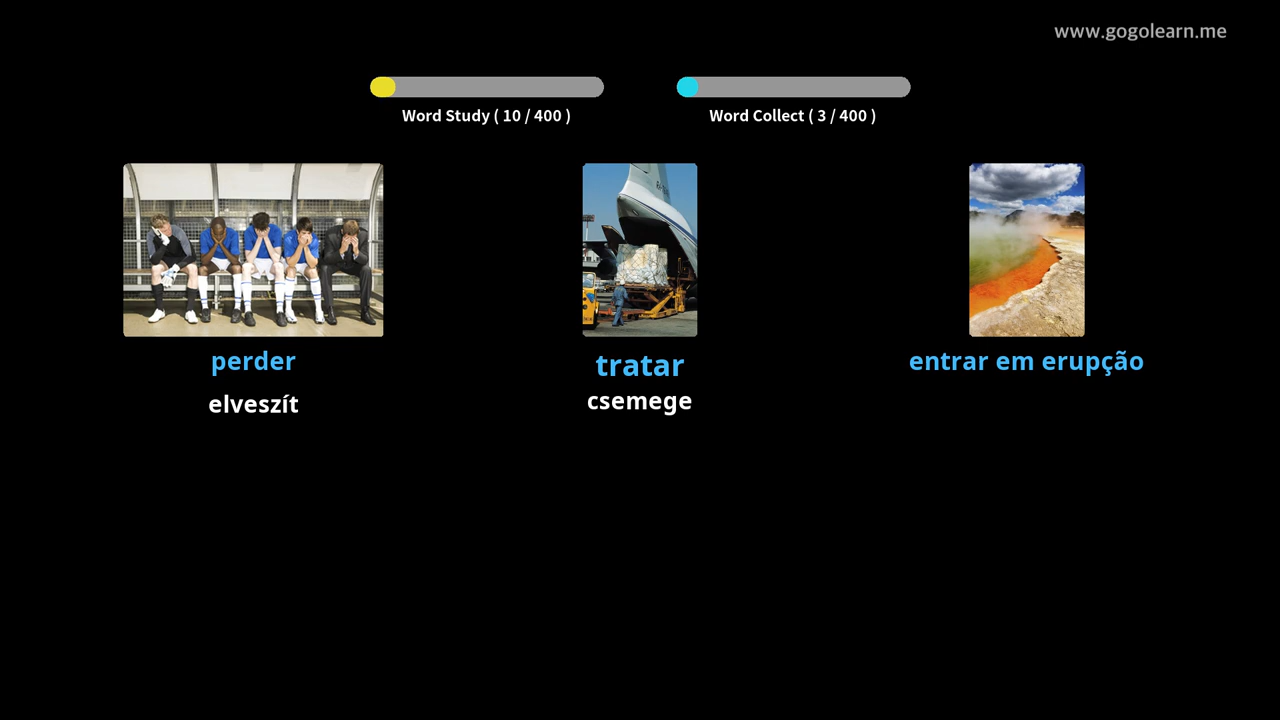 www.gogolearn.me
Word Study ( 10 / 400 )
Word Collect ( 3 / 400 )
perder
elveszít
tratar
csemege
entrar em erupção